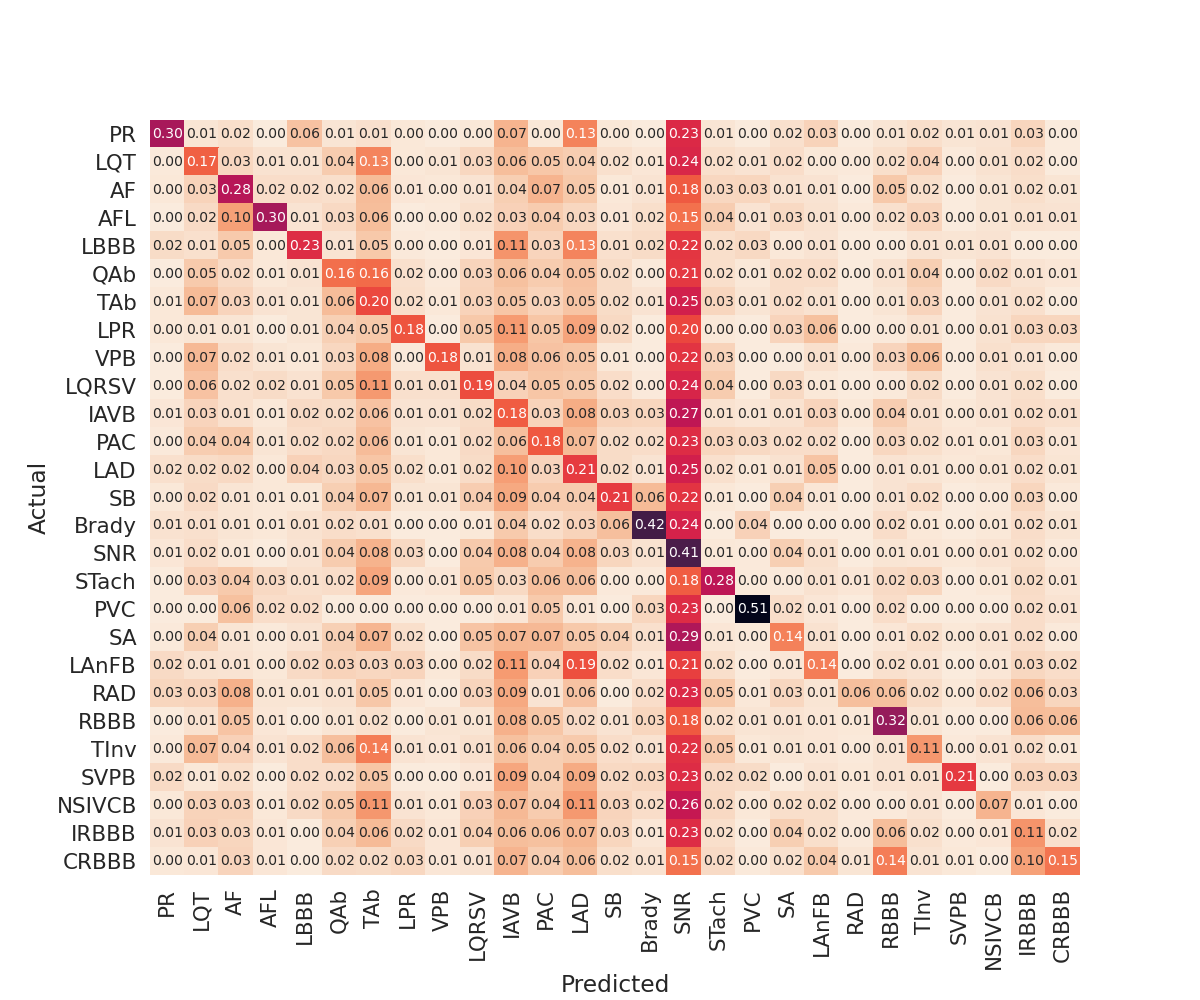 PR 0.30 0.01 0.02 0.00 0.06 0.01 0.01 0.00 0.00 0.00 0.07 0.00 0.13 0.00 0.00 0.23 0.01 0.00 0.02 0.03 0.00 0.01 0.02 0.01 0.01 0.03 0.00
LQT 0.00 0.17 0.03 0.01 0.01 0.04 0.13 0.00 0.01 0.03 0.06 0.05 0.04 0.02 0.01 0.24 0.02 0.01 0.02 0.00 0.00 0.02 0.04 0.00 0.01 0.02 0.00
AF 0.00 0.03 0.28 0.02 0.02 0.02 0.06 0.01 0.00 0.01 0.04 0.07 0.05 0.01 0.01 0.18 0.03 0.03 0.01 0.01 0.00 0.05 0.02 0.00 0.01 0.02 0.01
AFL 0.00 0.02 0.10 0.30 0.01 0.03 0.06 0.00 0.00 0.02 0.03 0.04 0.03 0.01 0.02 0.15 0.04 0.01 0.03 0.01 0.00 0.02 0.03 0.00 0.01 0.01 0.01
LBBB 0.02 0.01 0.05 0.00 0.23 0.01 0.05 0.00 0.00 0.01 0.11 0.03 0.13 0.01 0.02 0.22 0.02 0.03 0.00 0.01 0.00 0.00 0.01 0.01 0.01 0.00 0.00
QAb 0.00 0.05 0.02 0.01 0.01 0.16 0.16 0.02 0.00 0.03 0.06 0.04 0.05 0.02 0.00 0.21 0.02 0.01 0.02 0.02 0.00 0.01 0.04 0.00 0.02 0.01 0.01
TAb 0.01 0.07 0.03 0.01 0.01 0.06 0.20 0.02 0.01 0.03 0.05 0.03 0.05 0.02 0.01 0.25 0.03 0.01 0.02 0.01 0.00 0.01 0.03 0.00 0.01 0.02 0.00
LPR 0.00 0.01 0.01 0.01 0.00 0.04 0.05 0.18 0.00 0.05 0.11 0.05 0.09 0.02 0.00 0.20 0.00 0.00 0.03 0.06 0.00 0.00 0.01 0.00 0.01 0.03 0.03
VPB 0.00 0.07 0.02 0.01 0.01 0.03 0.08 0.00 0.18 0.01 0.08 0.06 0.05 0.01 0.00 0.22 0.03 0.00 0.00 0.01 0.00 0.03 0.06 0.00 0.01 0.01 0.00
LQRSV 0.00 0.06 0.02 0.02 0.01 0.05 0.11 0.01 0.01 0.19 0.04 0.05 0.05 0.02 0.00 0.24 0.04 0.00 0.03 0.01 0.00 0.00 0.02 0.00 0.01 0.02 0.00
IAVB 0.01 0.03 0.01 0.01 0.02 0.02 0.06 0.01 0.01 0.02 0.18 0.03 0.08 0.03 0.03 0.27 0.01 0.01 0.01 0.03 0.00 0.04 0.01 0.00 0.01 0.02 0.01
PAC 0.00 0.04 0.04 0.01 0.02 0.02 0.06 0.01 0.01 0.02 0.06 0.18 0.07 0.02 0.02 0.23 0.03 0.03 0.02 0.02 0.00 0.03 0.02 0.01 0.01 0.03 0.01
LAD 0.02 0.02 0.02 0.00 0.04 0.03 0.05 0.02 0.01 0.02 0.10 0.03 0.21 0.02 0.01 0.25 0.02 0.01 0.01 0.05 0.00 0.01 0.01 0.00 0.01 0.02 0.01
SB 0.00 0.02 0.01 0.01 0.01 0.04 0.07 0.01 0.01 0.04 0.09 0.04 0.04 0.21 0.06 0.22 0.01 0.00 0.04 0.01 0.00 0.01 0.02 0.00 0.00 0.03 0.00
Brady 0.01 0.01 0.01 0.01 0.01 0.02 0.01 0.00 0.00 0.01 0.04 0.02 0.03 0.06 0.42 0.24 0.00 0.04 0.00 0.00 0.00 0.02 0.01 0.00 0.01 0.02 0.01
SNR 0.01 0.02 0.01 0.00 0.01 0.04 0.08 0.03 0.00 0.04 0.08 0.04 0.08 0.03 0.01 0.41 0.01 0.00 0.04 0.01 0.00 0.01 0.01 0.00 0.01 0.02 0.00
STach 0.00 0.03 0.04 0.03 0.01 0.02 0.09 0.00 0.01 0.05 0.03 0.06 0.06 0.00 0.00 0.18 0.28 0.00 0.00 0.01 0.01 0.02 0.03 0.00 0.01 0.02 0.01
PVC 0.00 0.00 0.06 0.02 0.02 0.00 0.00 0.00 0.00 0.00 0.01 0.05 0.01 0.00 0.03 0.23 0.00 0.51 0.02 0.01 0.00 0.02 0.00 0.00 0.00 0.02 0.01
SA 0.00 0.04 0.01 0.00 0.01 0.04 0.07 0.02 0.00 0.05 0.07 0.07 0.05 0.04 0.01 0.29 0.01 0.00 0.14 0.01 0.00 0.01 0.02 0.00 0.01 0.02 0.00
LAnFB 0.02 0.01 0.01 0.00 0.02 0.03 0.03 0.03 0.00 0.02 0.11 0.04 0.19 0.02 0.01 0.21 0.02 0.00 0.01 0.14 0.00 0.02 0.01 0.00 0.01 0.03 0.02
RAD 0.03 0.03 0.08 0.01 0.01 0.01 0.05 0.01 0.00 0.03 0.09 0.01 0.06 0.00 0.02 0.23 0.05 0.01 0.03 0.01 0.06 0.06 0.02 0.00 0.02 0.06 0.03
RBBB 0.00 0.01 0.05 0.01 0.00 0.01 0.02 0.00 0.01 0.01 0.08 0.05 0.02 0.01 0.03 0.18 0.02 0.01 0.01 0.01 0.01 0.32 0.01 0.00 0.00 0.06 0.06
TInv 0.00 0.07 0.04 0.01 0.02 0.06 0.14 0.01 0.01 0.01 0.06 0.04 0.05 0.02 0.01 0.22 0.05 0.01 0.01 0.01 0.00 0.01 0.11 0.00 0.01 0.02 0.01
SVPB 0.02 0.01 0.02 0.00 0.02 0.02 0.05 0.00 0.00 0.01 0.09 0.04 0.09 0.02 0.03 0.23 0.02 0.02 0.00 0.01 0.01 0.01 0.01 0.21 0.00 0.03 0.03
NSIVCB 0.00 0.03 0.03 0.01 0.02 0.05 0.11 0.01 0.01 0.03 0.07 0.04 0.11 0.03 0.02 0.26 0.02 0.00 0.02 0.02 0.00 0.00 0.01 0.00 0.07 0.01 0.00
IRBBB 0.01 0.03 0.03 0.01 0.00 0.04 0.06 0.02 0.01 0.04 0.06 0.06 0.07 0.03 0.01 0.23 0.02 0.00 0.04 0.02 0.00 0.06 0.02 0.00 0.01 0.11 0.02
CRBBB 0.00 0.01 0.03 0.01 0.00 0.02 0.02 0.03 0.01 0.01 0.07 0.04 0.06 0.02 0.01 0.15 0.02 0.00 0.02 0.04 0.01 0.14 0.01 0.01 0.00 0.10 0.15
Actual
PR LQT AF AFL LBBB QAb TAb LPR VPB LQRSV IAVB PAC LAD SB Brady SNR STach PVC SA LAnFB RAD RBBB TInv SVPB NSIVCB IRBBB CRBBB
Predicted